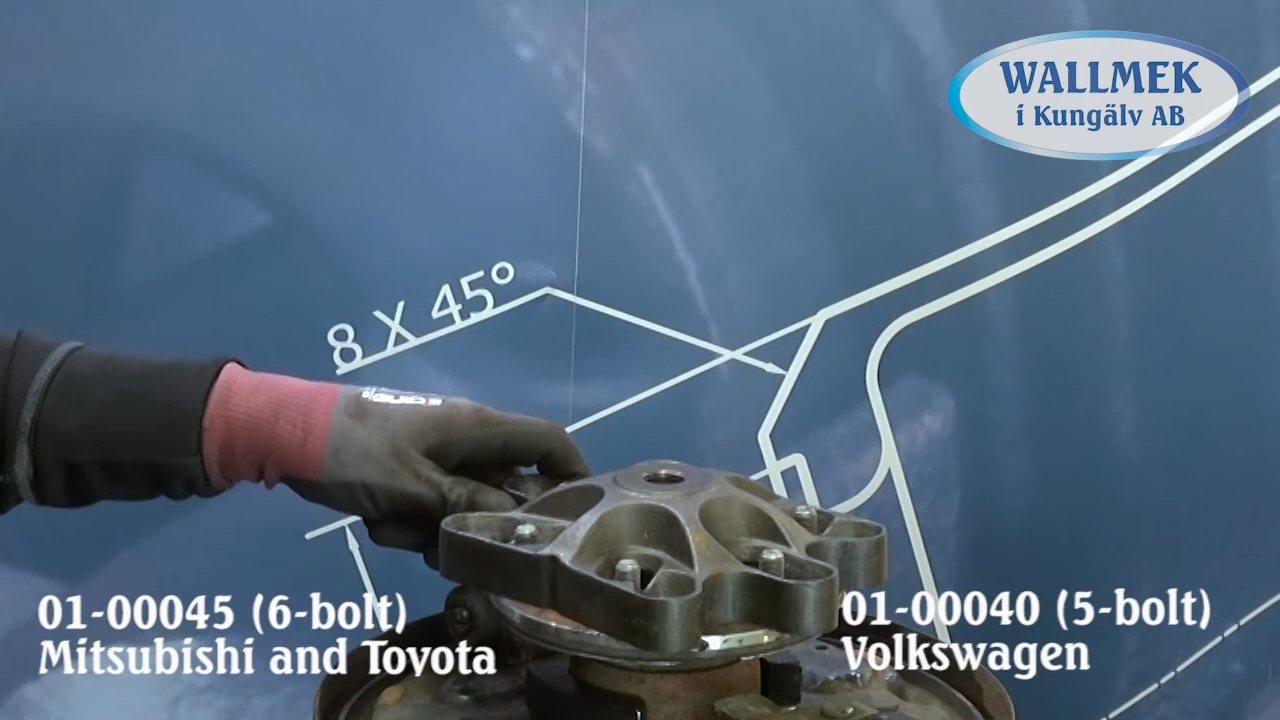 WALLMEK
i Kungälv AB
8 X 45°
01-00045 (6-bolt)
Mitsubishi and Toyota
01-00040 (5-bolt)
Volkswagen